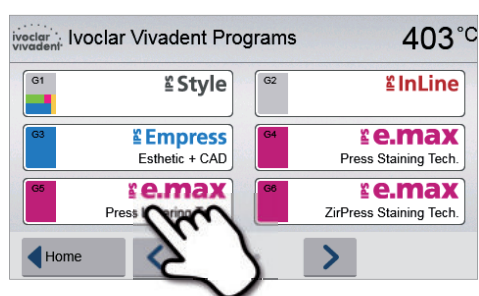 ivoclar vivadent Ivoclar Vivadent Programs 403°C
G1 IPS Style
G2 IPS InLine
G3 IPS Empress
Esthetic + CAD
G4 IPS e.max
Press Staining Tech.
G5 IPS e.max
Press
G6 IPS e.max
ZirPress Staining Tech.
Home